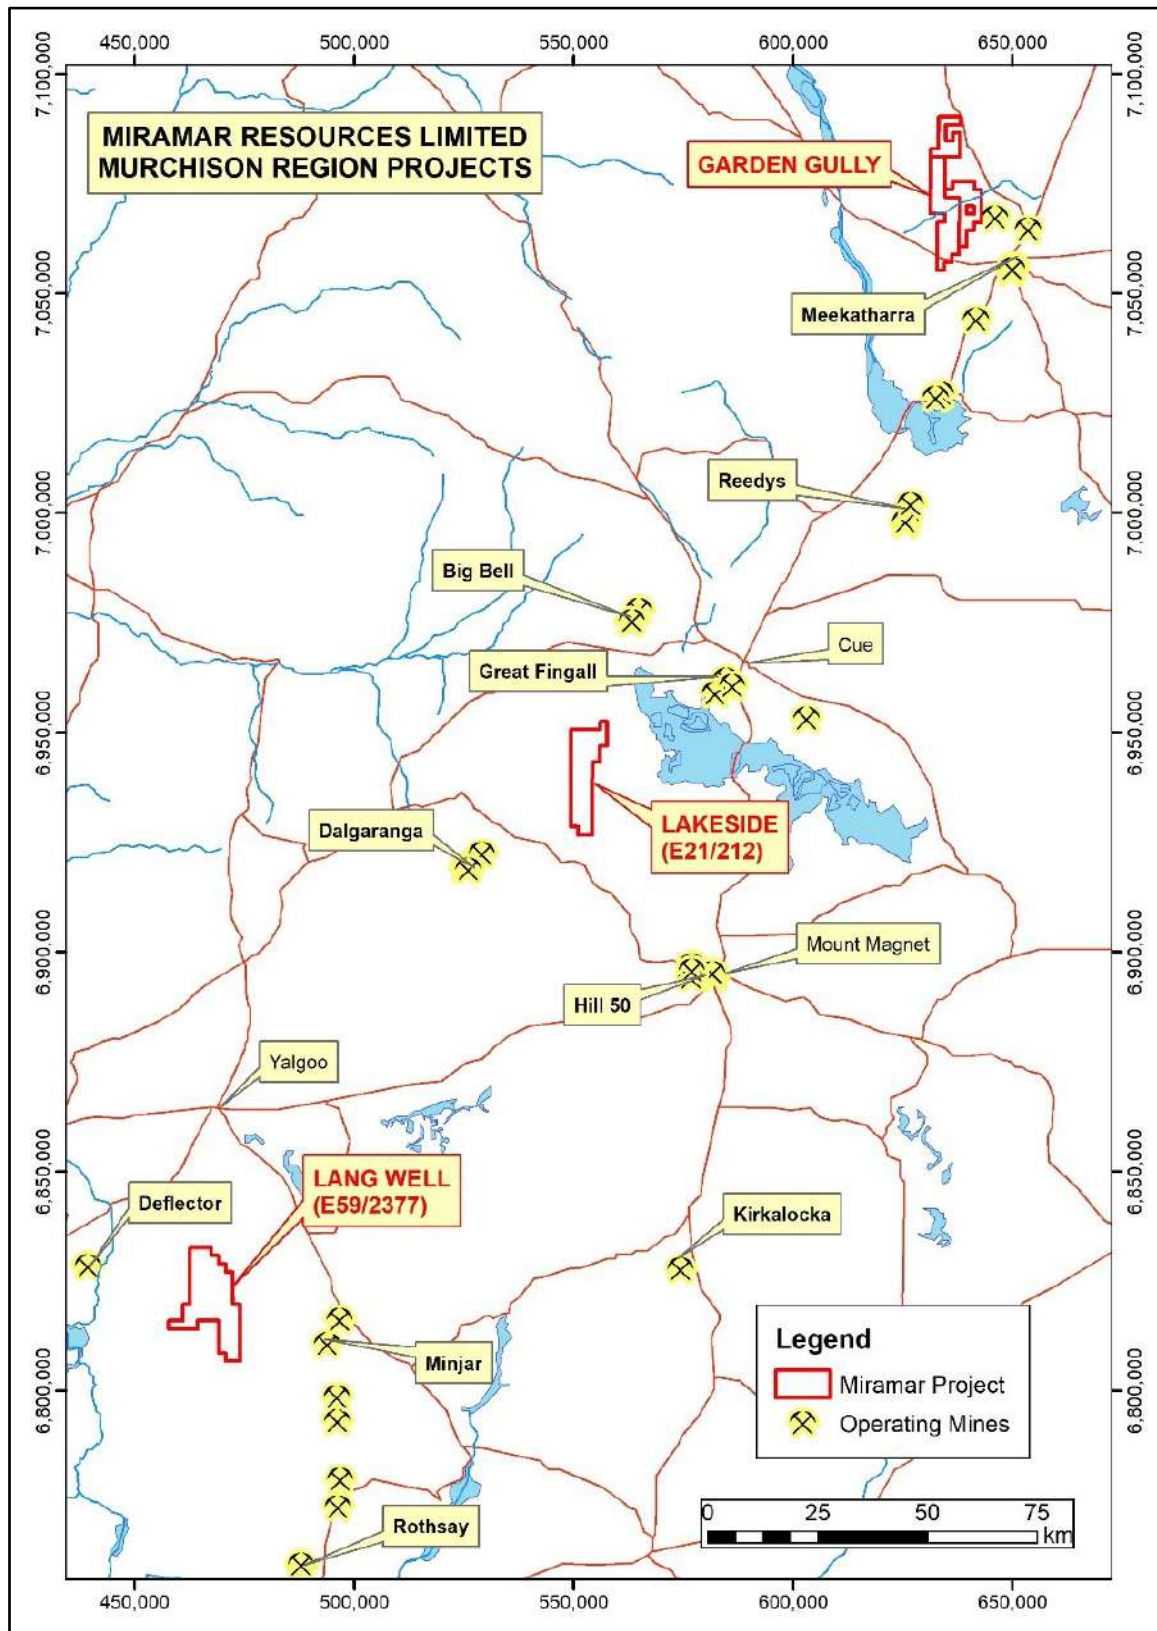 450,000
500,000
550,000
600,000
650,000
7,100,000
7,100,000
MIRAMAR RESOURCES LIMITED
MURCHISON REGION PROJECTS
GARDEN GULLY
7,050,000
Meekatharra
7,050,000
Reedys
7,000,000
7,000,000
Big Bell
Cue
Great Fingall
6,950,000
6,950,000
LAKESIDE
(E21/212)
Dalgaranga
6,900,000
Mount Magnet
6,900,000
Hill 50
Yalgoo
6,850,000
LANG WELL
(E59/2377)
6,850,000
Deflector
Kirkalocka
Minjar
Legend
Miramar Project
Operating Mines
6,800,000
6,800,000
0
25
50
75
km
Rothsay
450,000
500,000
550,000
600,000
650,000